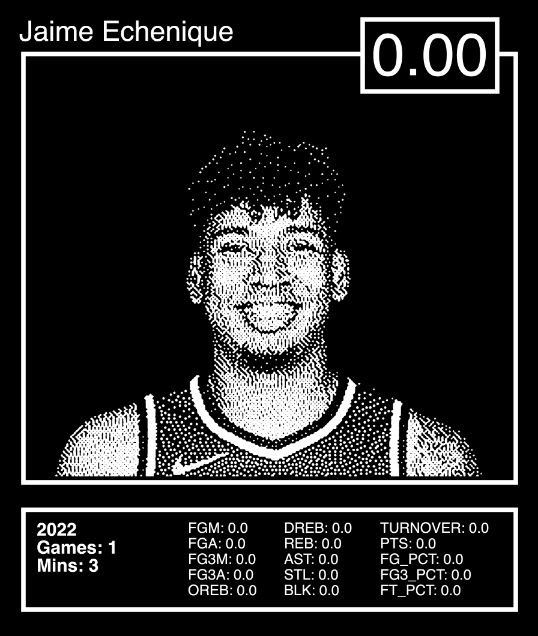 Jaime Echenique
0.00
2022
Games: 1
Mins: 3
FGM: 0.0
FGA: 0.0
FG3M: 0.0
FG3A: 0.0
OREB: 0.0
DREB: 0.0
REB: 0.0
AST: 0.0
STL: 0.0
BLK: 0.0
TURNOVER: 0.0
PTS: 0.0
FG_PCT: 0.0
FG3_PCT: 0.0
FT_PCT: 0.0